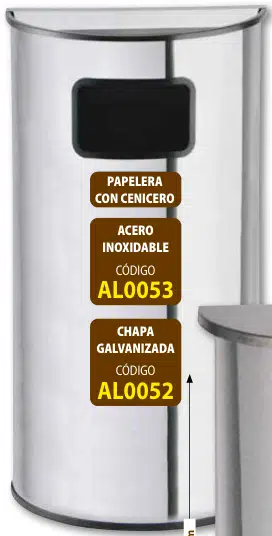 PAPELERA
CON CENICERO
ACERO
INOXIDABLE
CÓDIGO
AL0053
CHAPA
GALVANIZADA
CÓDIGO
AL0052